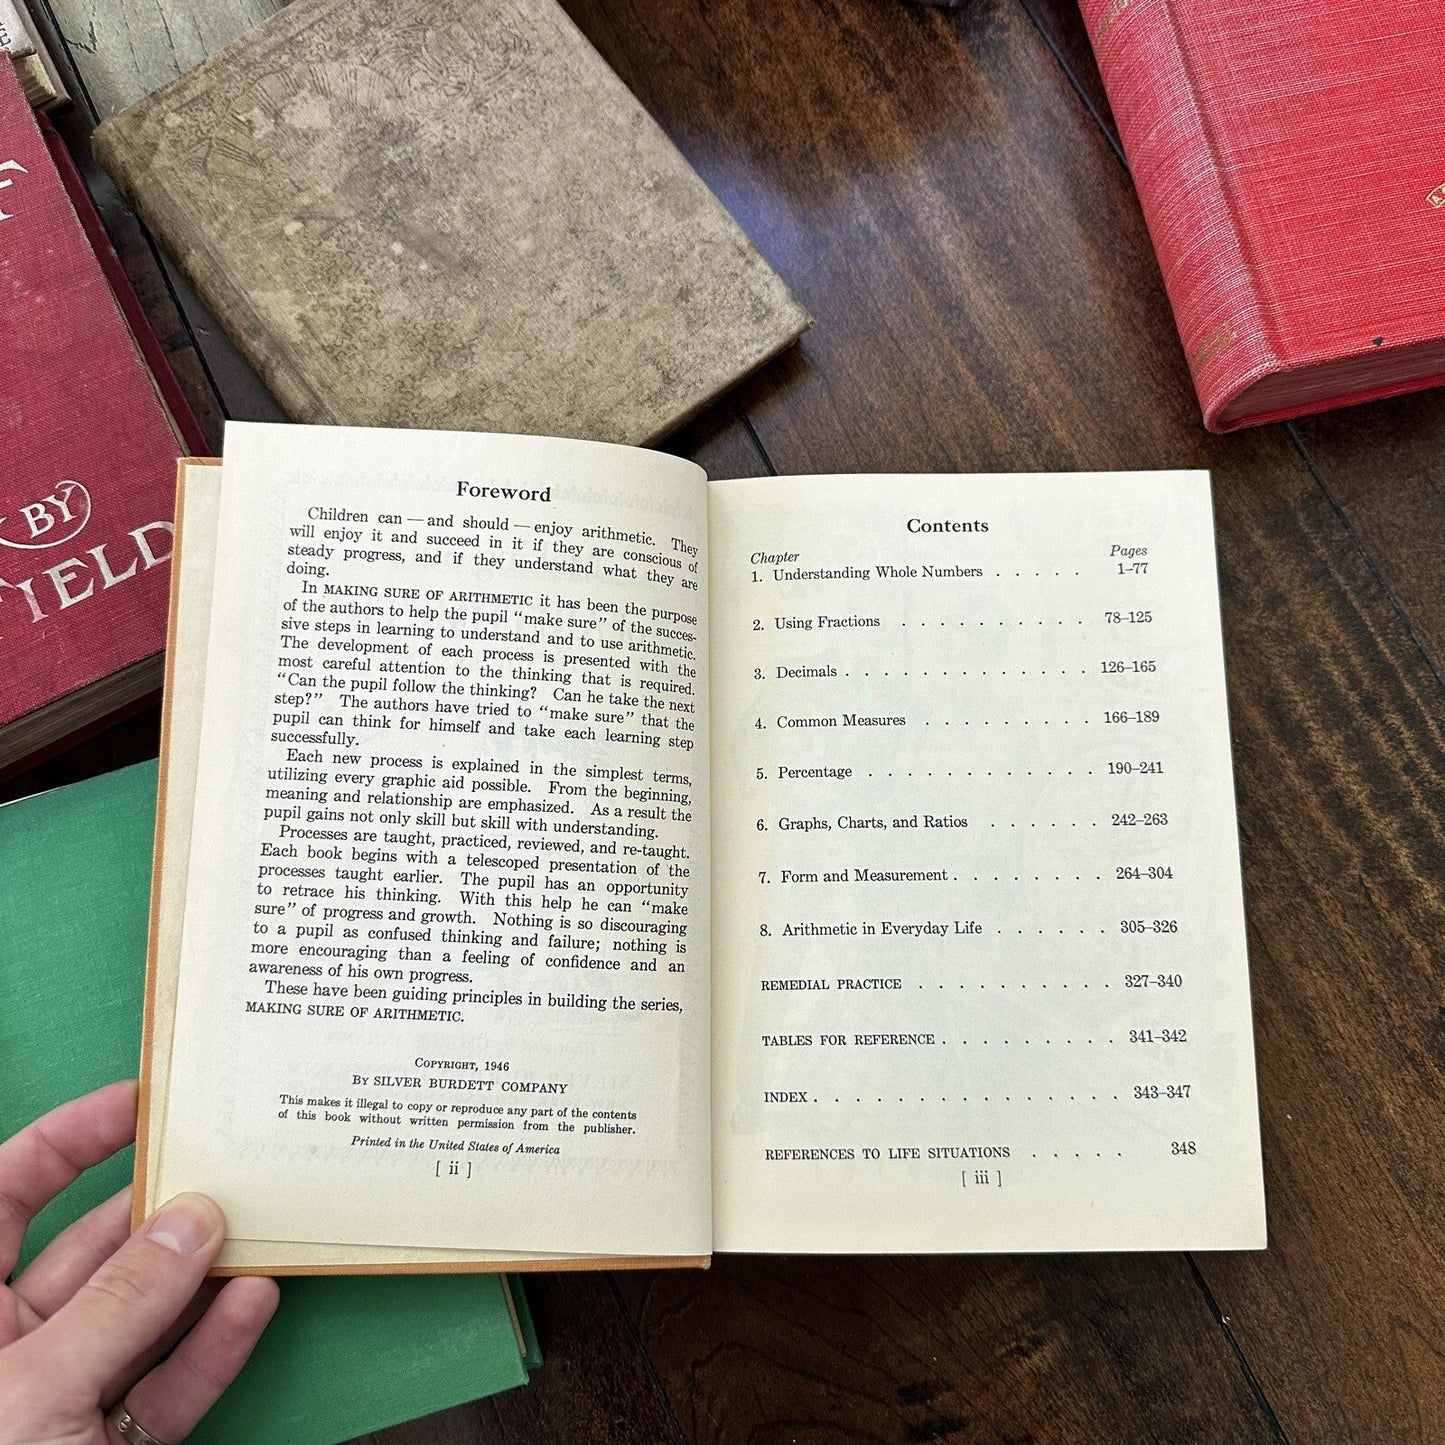 BY
FIELD
Foreword
Children can — and should — enjoy arithmetic. They
will enjoy it and succeed in it if they are conscious of
steady progress, and if they understand what they are
doing.
In MAKING SURE OF ARITHMETIC it has been the purpose
of the authors to help the pupil “make sure” of the succes-
sive steps in learning to understand and to use arithmetic.
The development of each process is presented with the
most careful attention to the thinking that is required.
“Can the pupil follow the thinking? Can he take the next
step?” The authors have tried to “make sure” that the
pupil can think for himself and take each learning step
successfully.
Each new process is explained in the simplest terms,
utilizing every graphic aid possible. From the beginning,
meaning and relationship are emphasized. As a result the
pupil gains not only skill but skill with understanding.
Processes are taught, practiced, reviewed, and re-taught.
Each book begins with a telescoped presentation of the
processes taught earlier. The pupil has an opportunity
to retrace his thinking. With this help he can “make
sure” of progress and growth. Nothing is so discouraging
to a pupil as confused thinking and failure; nothing is
more encouraging than a feeling of confidence and an
awareness of his own progress.
These have been guiding principles in building the series,
MAKING SURE OF ARITHMETIC.
COPYRIGHT, 1946
BY SILVER BURDETT COMPANY
This makes it illegal to copy or reproduce any part of the contents
of this book without written permission from the publisher.
Printed in the United States of America
[ ii ]
Contents
Chapter Pages
1. Understanding Whole Numbers . . . . . 1–77
2. Using Fractions . . . . . . . . . . 78–125
3. Decimals . . . . . . . . . . . . . 126–165
4. Common Measures . . . . . . . . . 166–189
5. Percentage . . . . . . . . . . . . 190–241
6. Graphs, Charts, and Ratios . . . . . . 242–263
7. Form and Measurement . . . . . . . . 264–304
8. Arithmetic in Everyday Life . . . . . . 305–326
REMEDIAL PRACTICE . . . . . . . . . . 327–340
TABLES FOR REFERENCE . . . . . . . . . 341–342
INDEX . . . . . . . . . . . . . . . . 343–347
REFERENCES TO LIFE SITUATIONS . . . . . 348
[ iii ]